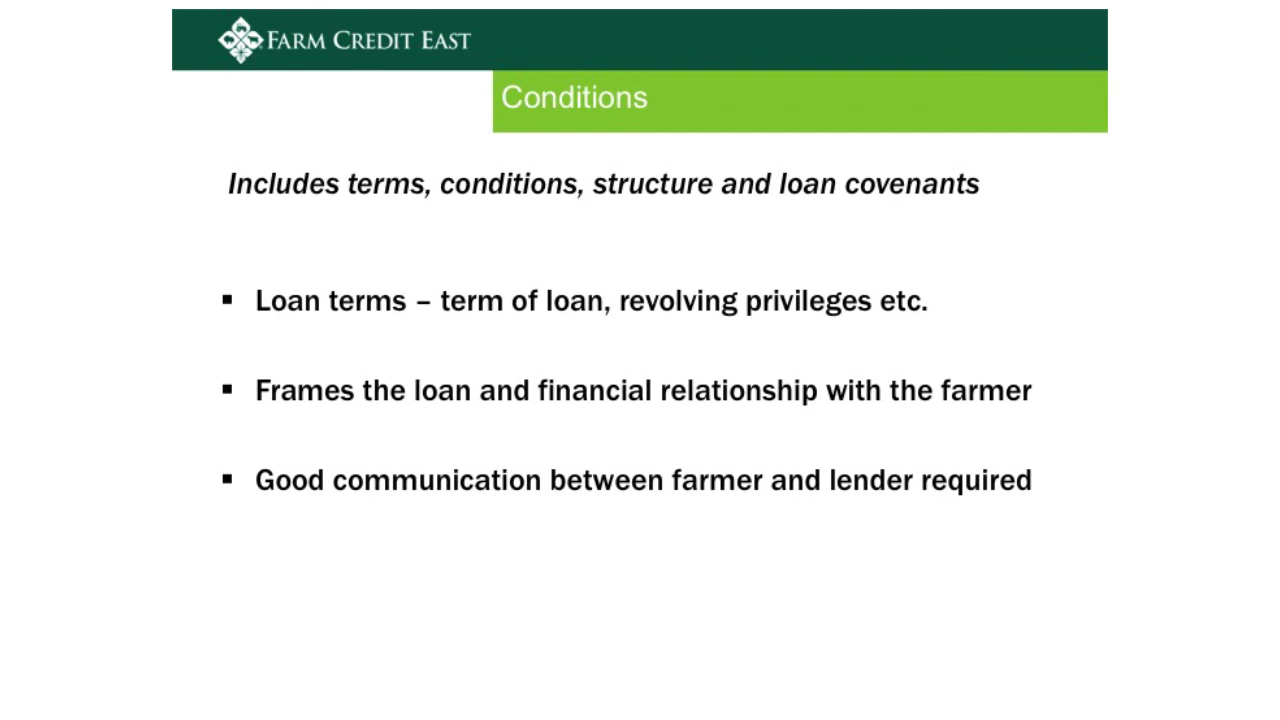 FARM CREDIT EAST
Conditions
Includes terms, conditions, structure and loan covenants
▪ Loan terms – term of loan, revolving privileges etc.
▪ Frames the loan and financial relationship with the farmer
▪ Good communication between farmer and lender required